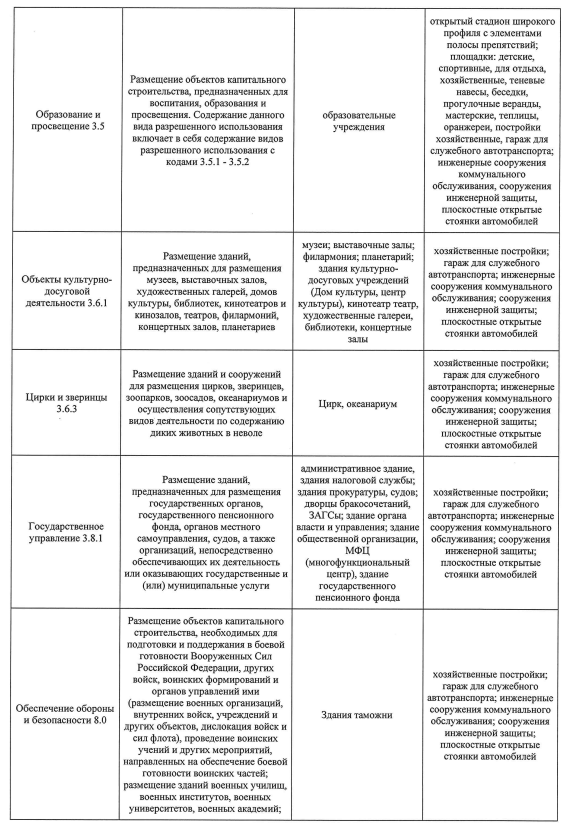 Образование и
просвещение 3.5
Размещение объектов капитального
строительства, предназначенных для
воспитания, образования и
просвещения. Содержание данного
вида разрешенного использования
включает в себя содержание видов
разрешенного использования с
кодами 3.5.1 - 3.5.2
образовательные
учреждения
открытый стадион широкого
профиля с элементами
полосы препятствий;
площадки: детские,
спортивные, для отдыха,
хозяйственные, теневые
навесы, беседки,
прогулочные веранды,
мастерские, теплицы,
оранжереи, постройки
хозяйственные, гараж для
служебного автотранспорта;
инженерные сооружения
коммунального
обслуживания, сооружения
инженерной защиты,
плоскостные открытые
стоянки автомобилей
Объекты культурно-
досуговой
деятельности 3.6.1
Размещение зданий,
предназначенных для размещения
музеев, выставочных залов,
художественных галерей, домов
культуры, библиотек, кинотеатров и
кинозалов, театров, филармоний,
концертных залов, планетариев
музеи; выставочные залы;
филармония; планетарий;
здания культурно-
досуговых учреждений
(Дом культуры, центр
культуры), кинотеатр театр,
художественные галереи,
библиотеки, концертные
залы
хозяйственные постройки;
гараж для служебного
автотранспорта; инженерные
сооружения коммунального
обслуживания; сооружения
инженерной защиты;
плоскостные открытые
стоянки автомобилей
Цирки и зверинцы
3.6.3
Размещение зданий и сооружений
для размещения цирков, зверинцев,
зоопарков, зоосадов, океанариумов и
осуществления сопутствующих
видов деятельности по содержанию
диких животных в неволе
Цирк, океанариум
хозяйственные постройки;
гараж для служебного
автотранспорта; инженерные
сооружения коммунального
обслуживания; сооружения
инженерной защиты;
плоскостные открытые
стоянки автомобилей
Государственное
управление 3.8.1
Размещение зданий,
предназначенных для размещения
государственных органов,
государственного пенсионного
фонда, органов местного
самоуправления, судов, а также
организаций, непосредственно
обеспечивающих их деятельность
или оказывающих государственные и
(или) муниципальные услуги
административное здание,
здания налоговой службы;
здания прокуратуры, судов;
дворцы бракосочетаний,
ЗАГСы; здание органа
власти и управления; здание
общественной организации,
МФЦ
(многофункциональный
центр), здание
государственного
пенсионного фонда
хозяйственные постройки;
гараж для служебного
автотранспорта; инженерные
сооружения коммунального
обслуживания; сооружения
инженерной защиты;
плоскостные открытые
стоянки автомобилей
Обеспечение обороны
и безопасности 8.0
Размещение объектов капитального
строительства, необходимых для
подготовки и поддержания в боевой
готовности Вооруженных Сил
Российской Федерации, других
войск, воинских формирований и
органов управлений ими
(размещение военных организаций,
внутренних войск, учреждений и
других объектов, дислокация войск и
сил флота), проведение воинских
учений и других мероприятий,
направленных на обеспечение боевой
готовности воинских частей;
размещение зданий военных училищ,
военных институтов, военных
университетов, военных академий;
Здания таможни
хозяйственные постройки;
гараж для служебного
автотранспорта; инженерные
сооружения коммунального
обслуживания; сооружения
инженерной защиты;
плоскостные открытые
стоянки автомобилей